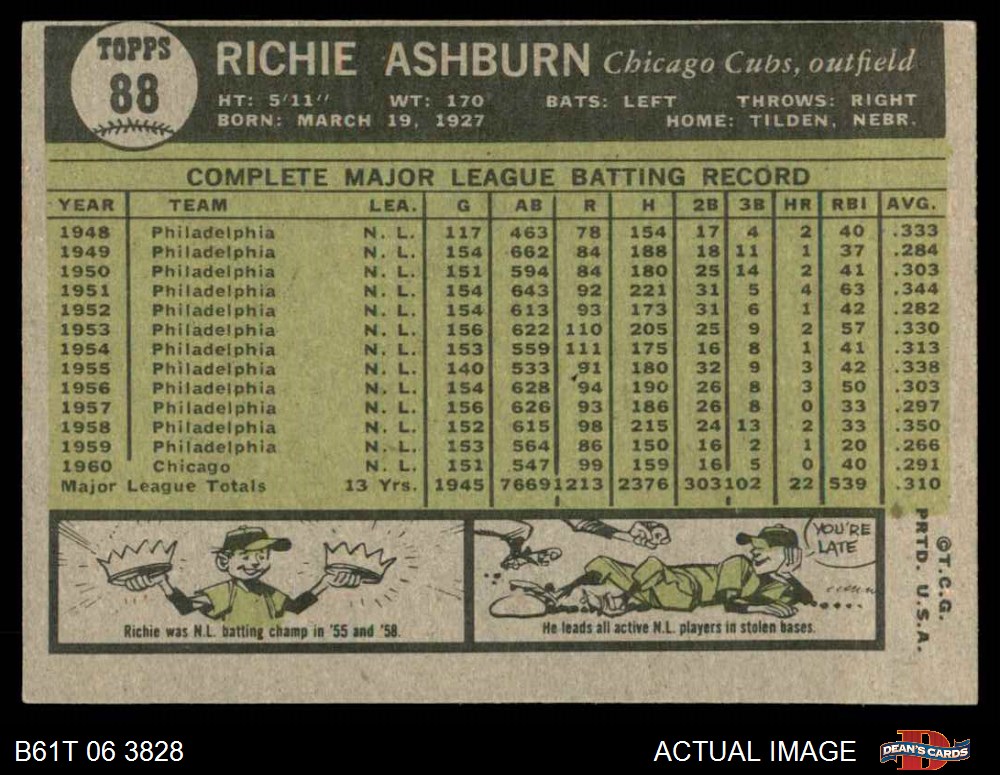 TOPPS
88
RICHIE ASHBURN Chicago Cubs, outfield
HT: 5'11" WT: 170 BATS: LEFT THROWS: RIGHT
BORN: MARCH 19, 1927 HOME: TILDEN, NEBR.
COMPLETE MAJOR LEAGUE BATTING RECORD
YEAR TEAM LEA. G AB R H 2B 3B HR RBI AVG.
1948 Philadelphia N. L. 117 463 78 154 17 4 2 40 .333
1949 Philadelphia N. L. 154 662 84 188 18 11 1 37 .284
1950 Philadelphia N. L. 151 594 84 180 25 14 2 41 .303
1951 Philadelphia N. L. 154 643 92 221 31 5 4 63 .344
1952 Philadelphia N. L. 154 613 93 173 31 6 1 42 .282
1953 Philadelphia N. L. 156 622 110 205 25 9 2 57 .330
1954 Philadelphia N. L. 153 559 111 175 16 8 1 41 .313
1955 Philadelphia N. L. 140 533 91 180 32 9 3 42 .338
1956 Philadelphia N. L. 154 628 94 190 26 8 3 50 .303
1957 Philadelphia N. L. 156 626 93 186 26 8 0 33 .297
1958 Philadelphia N. L. 152 615 98 215 24 13 2 33 .350
1959 Philadelphia N. L. 153 564 86 150 16 2 1 20 .266
1960 Chicago N. L. 151 547 99 159 16 5 0 40 .291
Major League Totals 13 Yrs. 1945 7669 1213 2376 303 102 22 539 .310
YOU'RE
LATE
Richie was N.L. batting champ in '55 and '58.
He leads all active N.L. players in stolen bases.
©T.C.G.
PRTD. U.S.A.
B61T 06 3828
ACTUAL IMAGE
D
DEAN'S CARDS